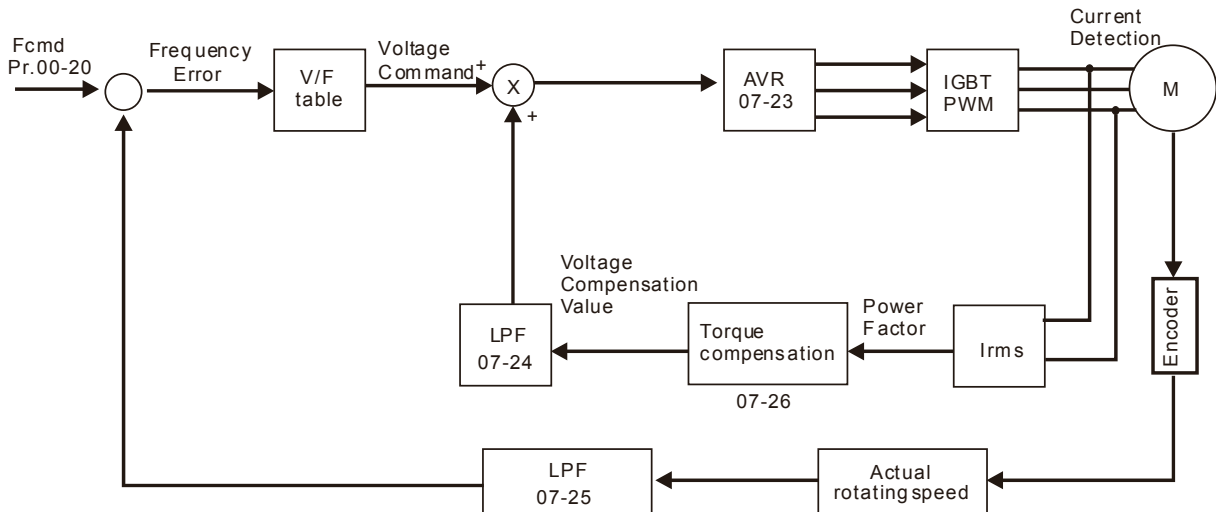 Fcmd
Pr.00-20
Frequency
Error
V/F
table
Voltage
Command
+
X
+
AVR
07-23
IGBT
PWM
Current
Detection
M
Encoder
Irms
Power
Factor
Torque
compensation
07-26
Voltage
Compensation
Value
LPF
07-24
Actual
rotating speed
LPF
07-25